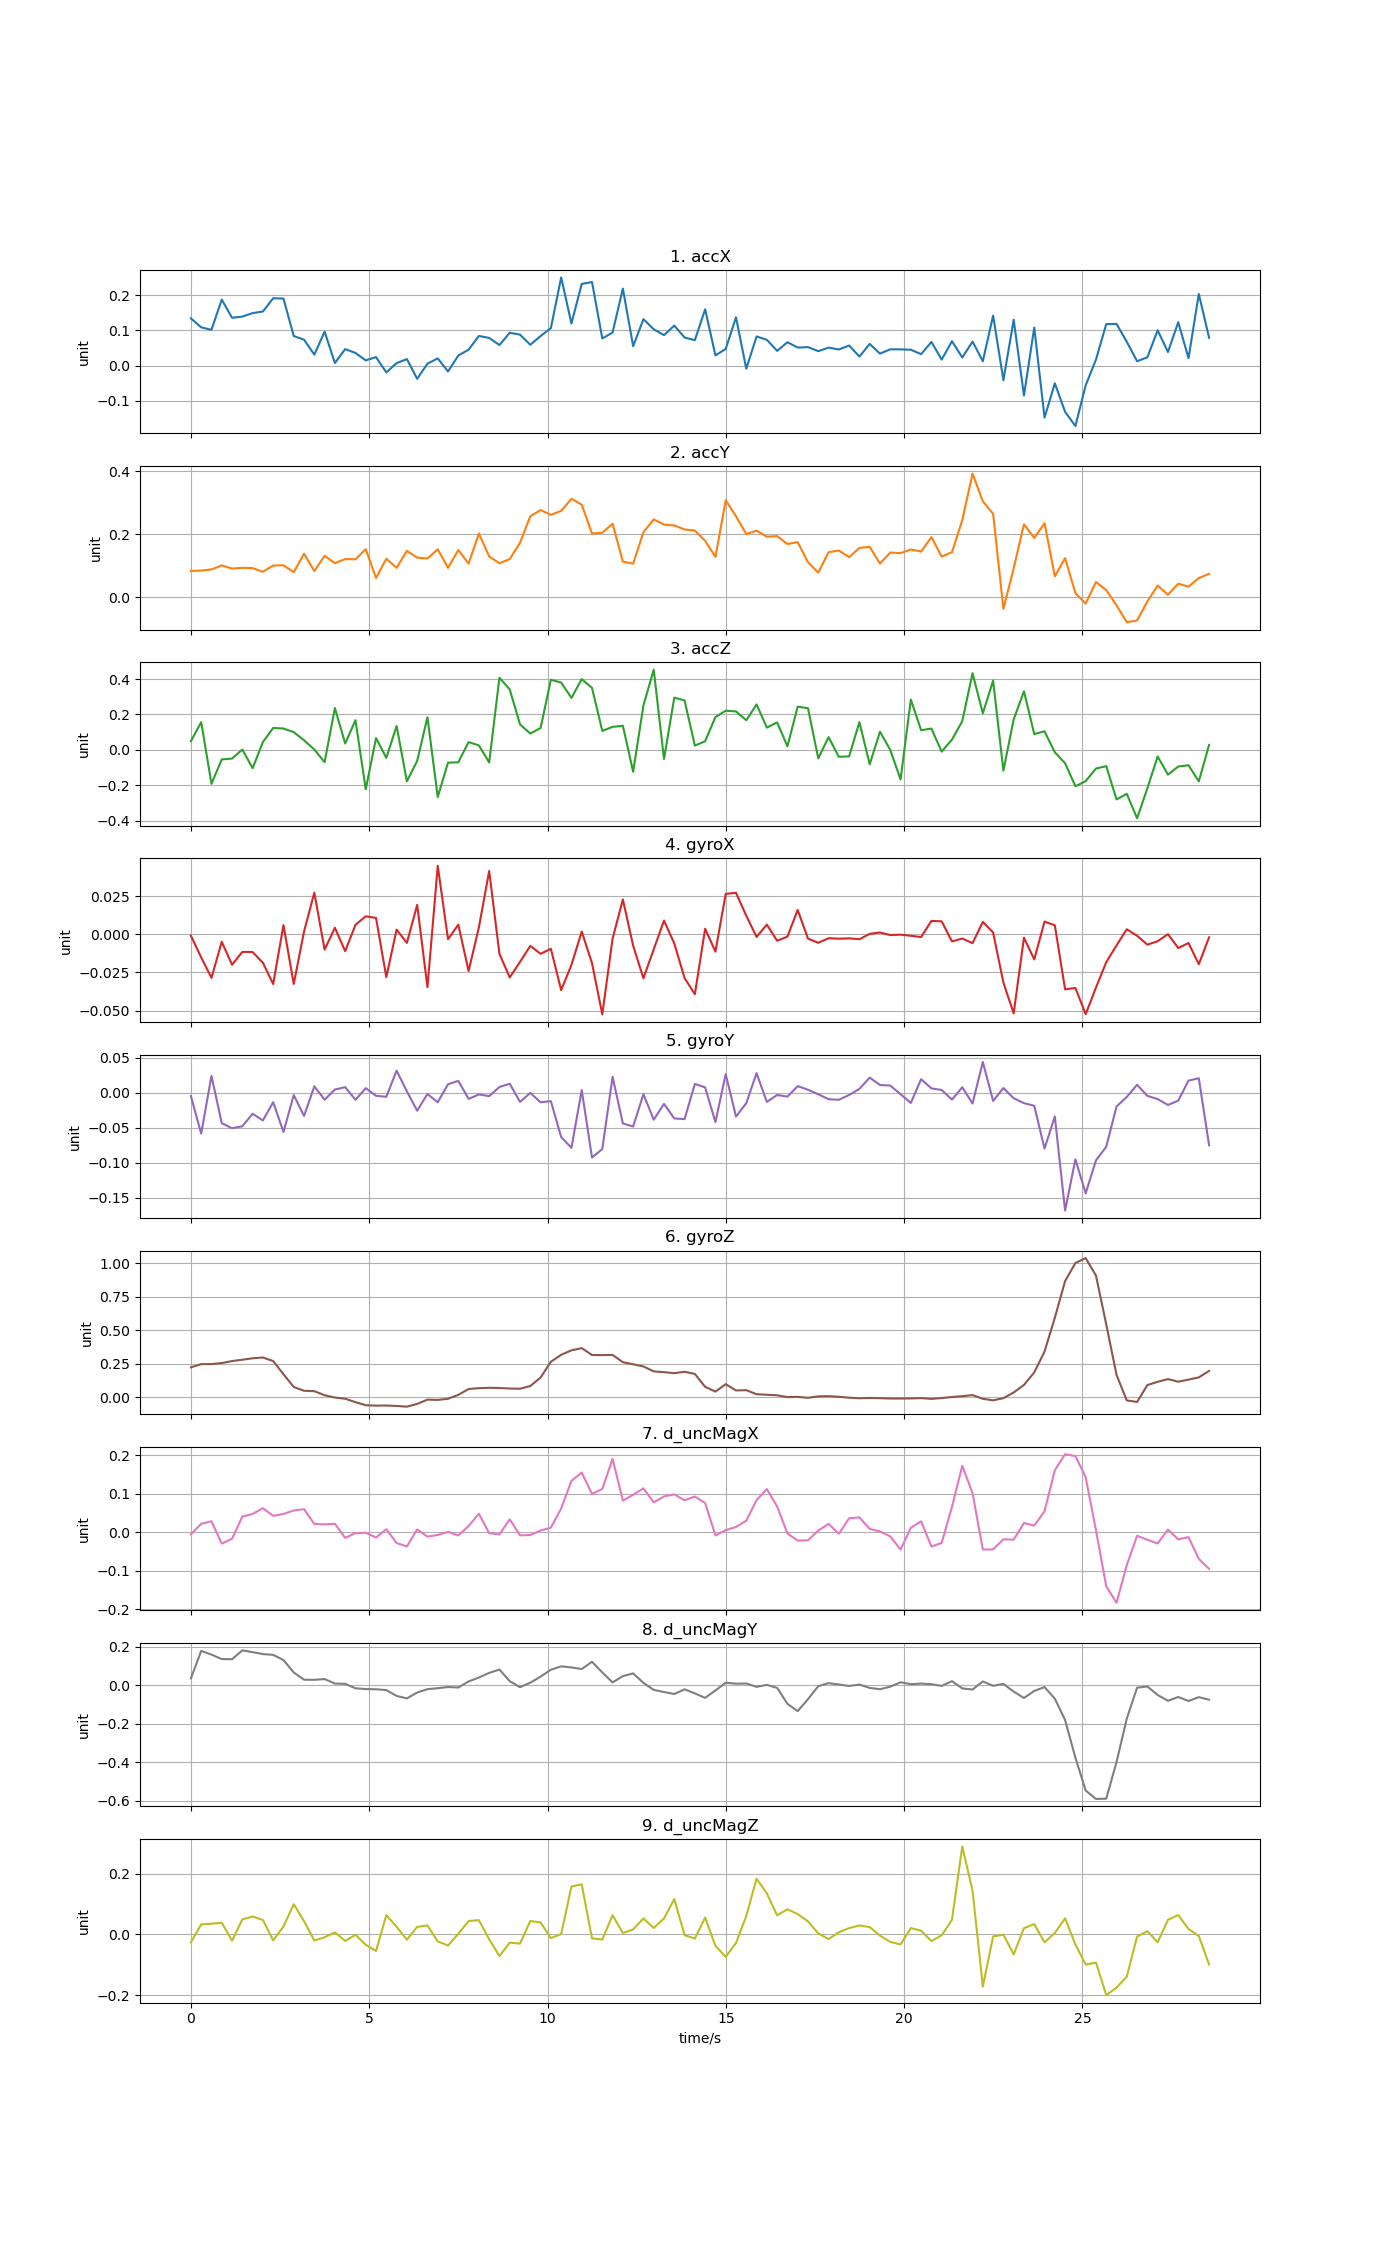 1. accX
0.2
0.1
0.0
−0.1
unit
2. accY
0.4
0.2
0.0
unit
3. accZ
0.4
0.2
0.0
−0.2
−0.4
unit
4. gyroX
0.025
0.000
−0.025
−0.050
unit
5. gyroY
0.05
0.00
−0.05
−0.10
−0.15
unit
6. gyroZ
1.00
0.75
0.50
0.25
0.00
unit
7. d_uncMagX
0.2
0.1
0.0
−0.1
−0.2
unit
8. d_uncMagY
0.2
0.0
−0.2
−0.4
−0.6
unit
9. d_uncMagZ
0.2
0.0
−0.2
unit
0 5 10 15 20 25
time/s